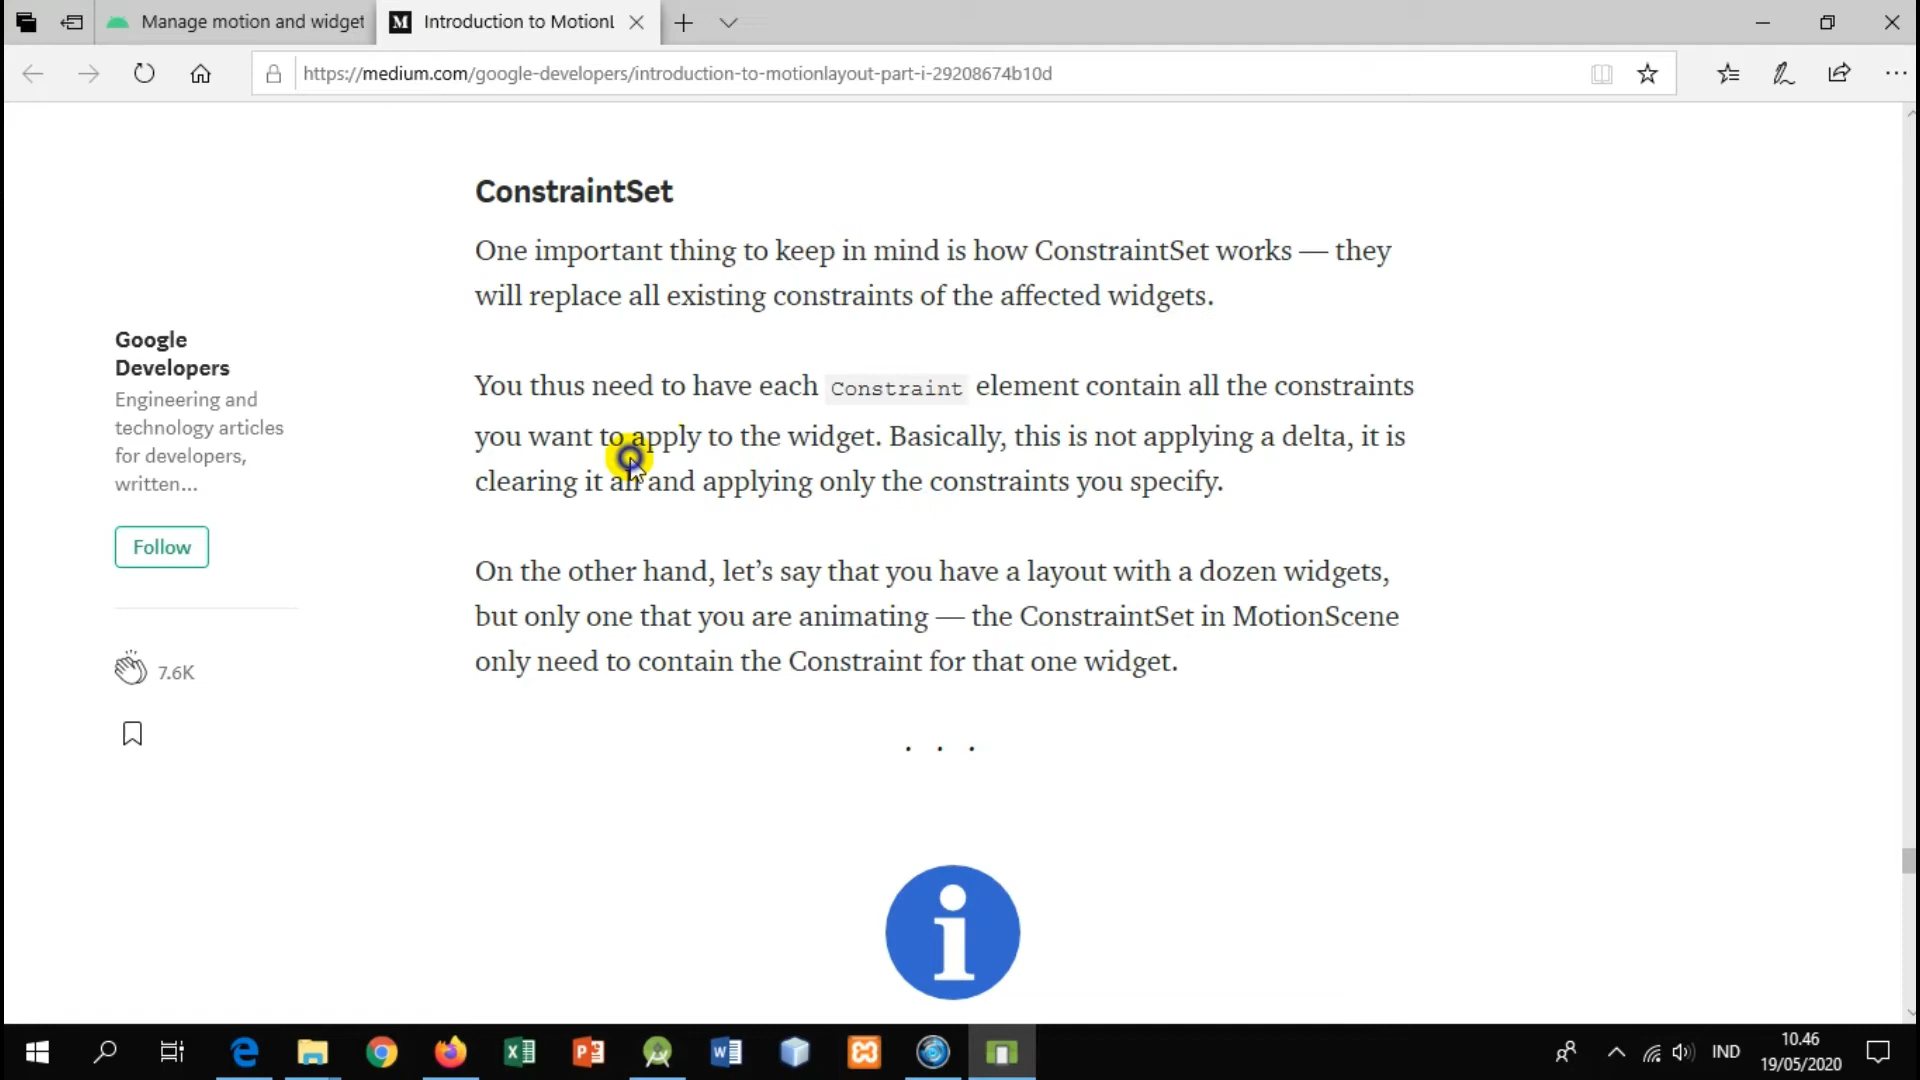 Manage motion and widget
M Introduction to MotionL
https://medium.com/google-developers/introduction-to-motionlayout-part-i-29208674b10d
ConstraintSet
One important thing to keep in mind is how ConstraintSet works — they
will replace all existing constraints of the affected widgets.
You thus need to have each Constraint element contain all the constraints
you want to apply to the widget. Basically, this is not applying a delta, it is
clearing it all and applying only the constraints you specify.
On the other hand, let’s say that you have a layout with a dozen widgets,
but only one that you are animating — the ConstraintSet in MotionScene
only need to contain the Constraint for that one widget.
. . .
Google
Developers
Engineering and
technology articles
for developers,
written...
Follow
7.6K
i
IND
10.46
19/05/2020